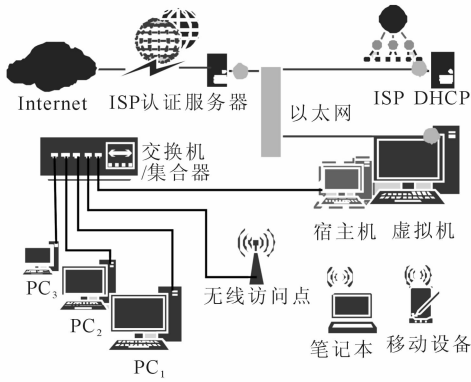 Internet
ISP认证服务器
ISP DHCP
以太网
交换机
/集合器
宿主机
虚拟机
PC₃
PC₂
PC₁
无线访问点
笔记本
移动设备